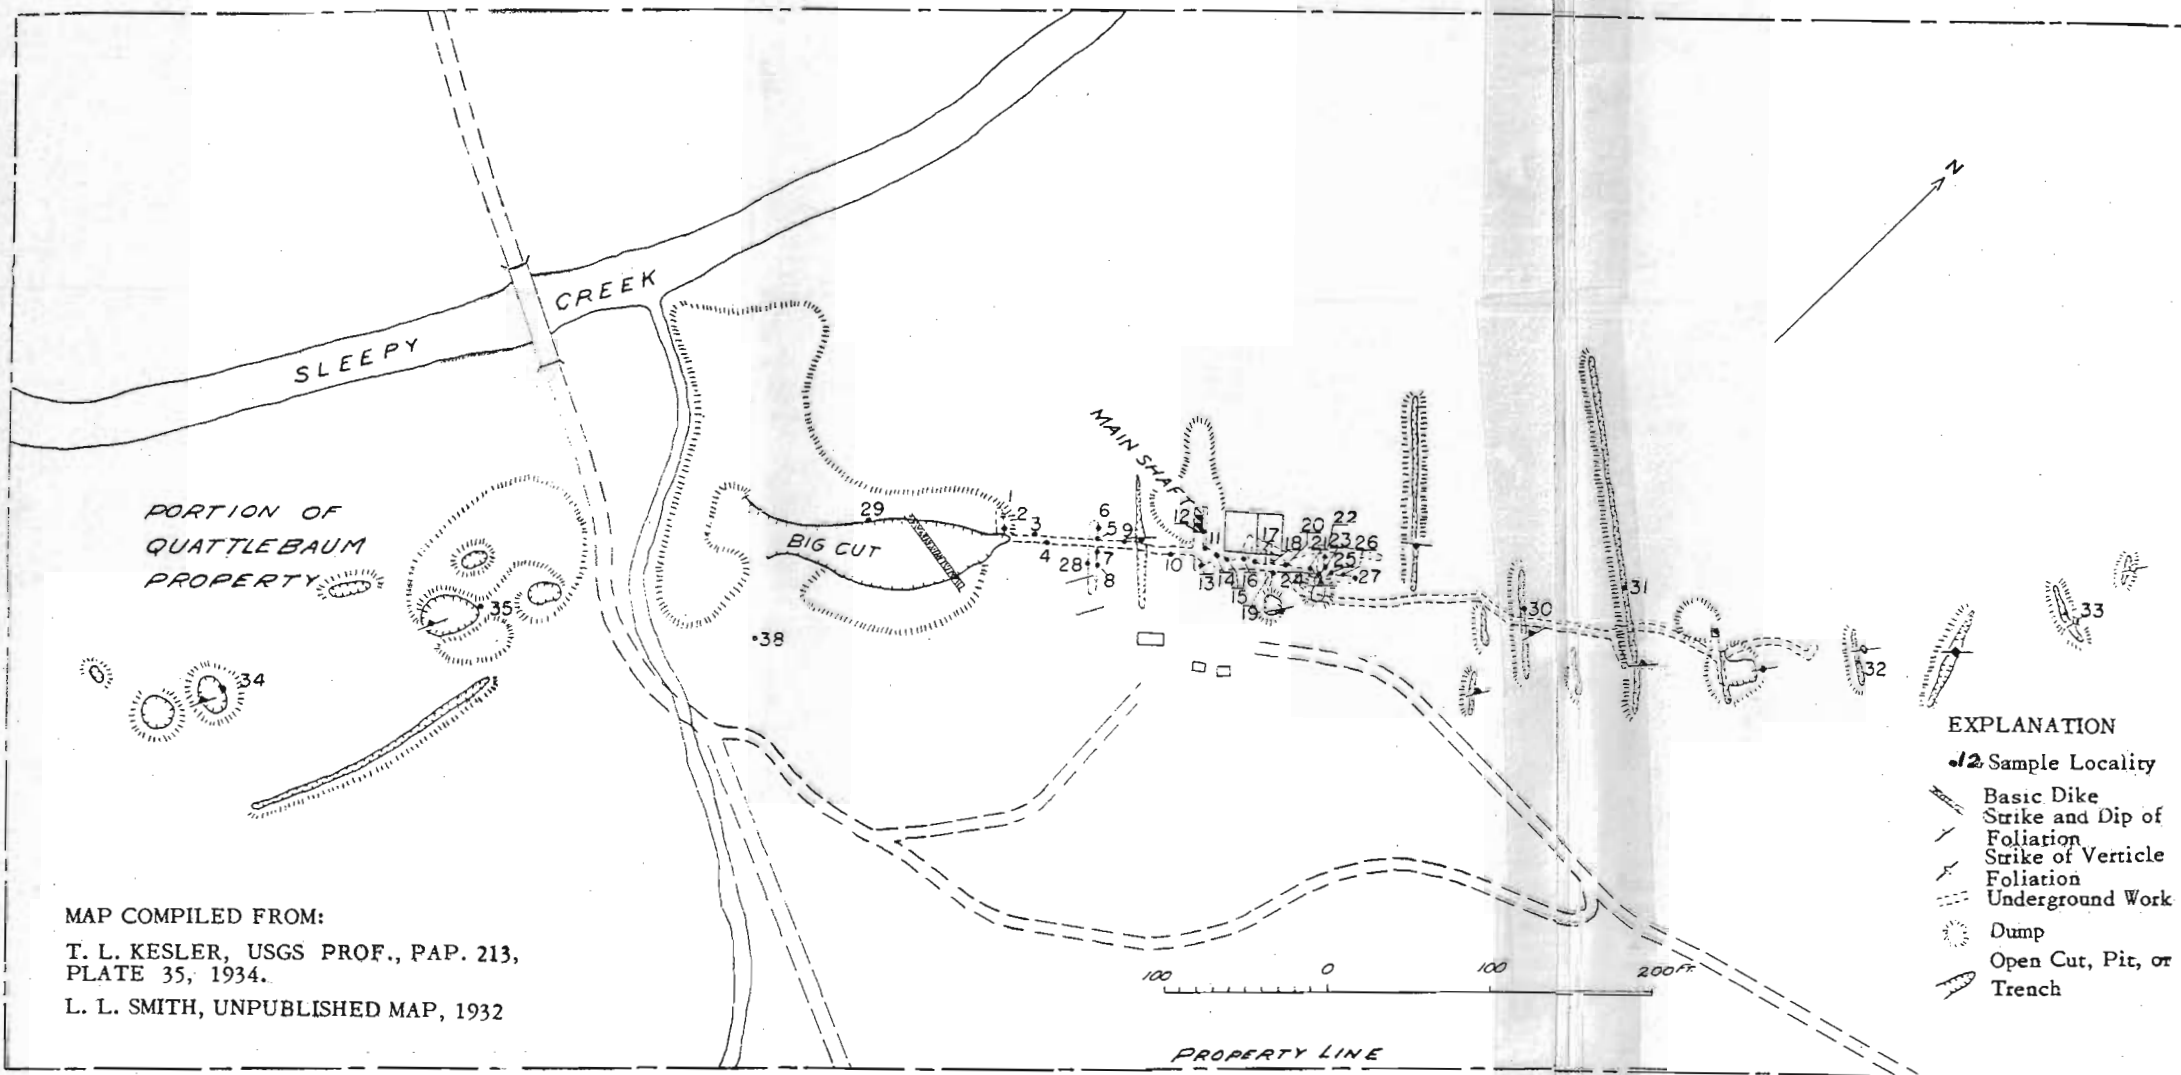 N
CREEK
SLEEPY
MAIN SHAFT
PORTION OF
QUATTLEBAUM
PROPERTY
BIG CUT
29
1
2
3
4
5
6
7
8
9
10
11
12
13
14
15
16
17
18
19
20
21
22
23
24
25
26
27
28
30
31
32
33
34
35
38
EXPLANATION
12 Sample Locality
Basic Dike
Strike and Dip of
Foliation
Strike of Verticle
Foliation
Underground Work
Dump
Open Cut, Pit, or
Trench
MAP COMPILED FROM:
T. L. KESLER, USGS PROF., PAP. 213,
PLATE 35, 1934.
L. L. SMITH, UNPUBLISHED MAP, 1932
100 0 100 200 FT.
PROPERTY LINE